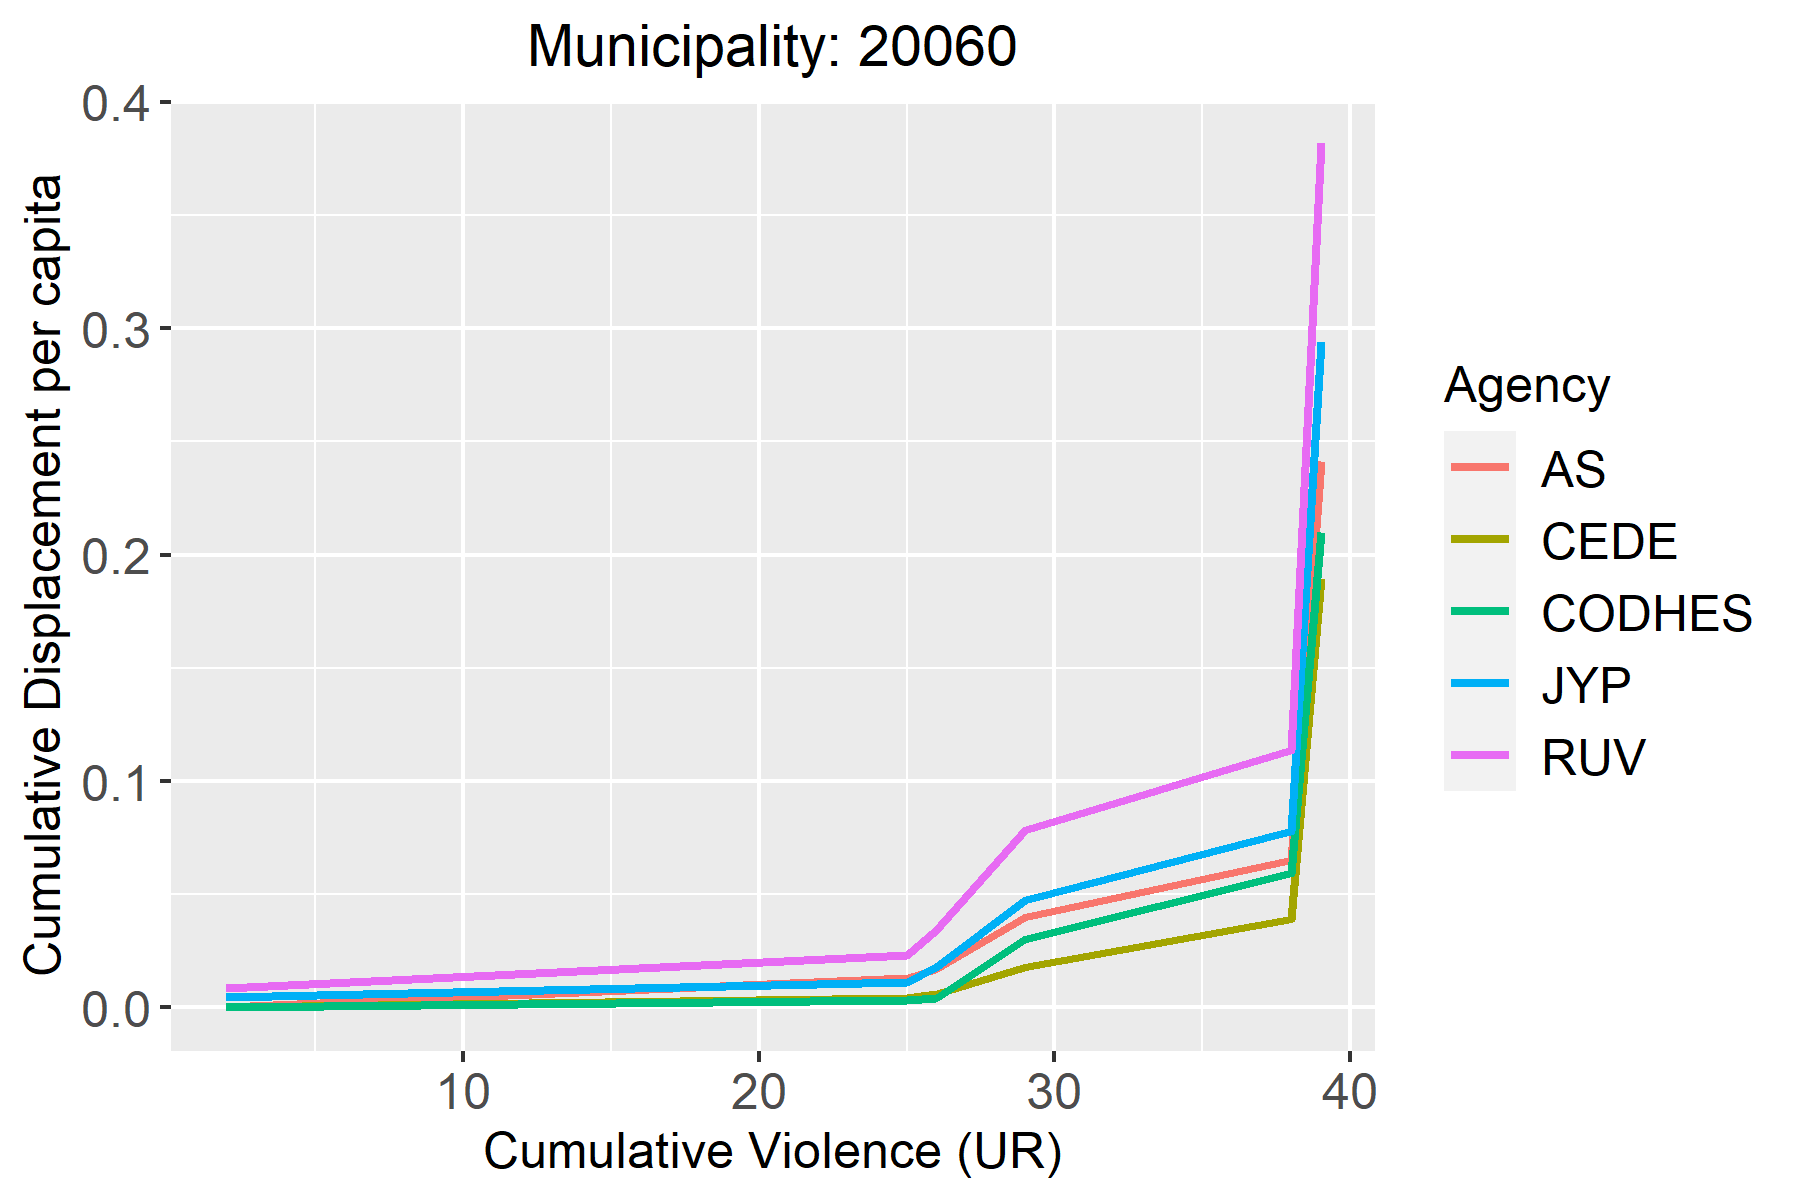 Municipality: 20060
Cumulative Displacement per capita
0.4
0.3
0.2
0.1
0.0
10 20 30 40
Cumulative Violence (UR)
Agency
AS
CEDE
CODHES
JYP
RUV